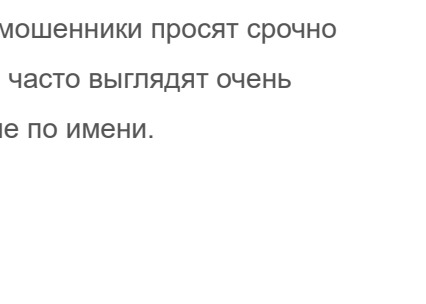 мошенники просят срочно
часто выглядят очень
по имени.